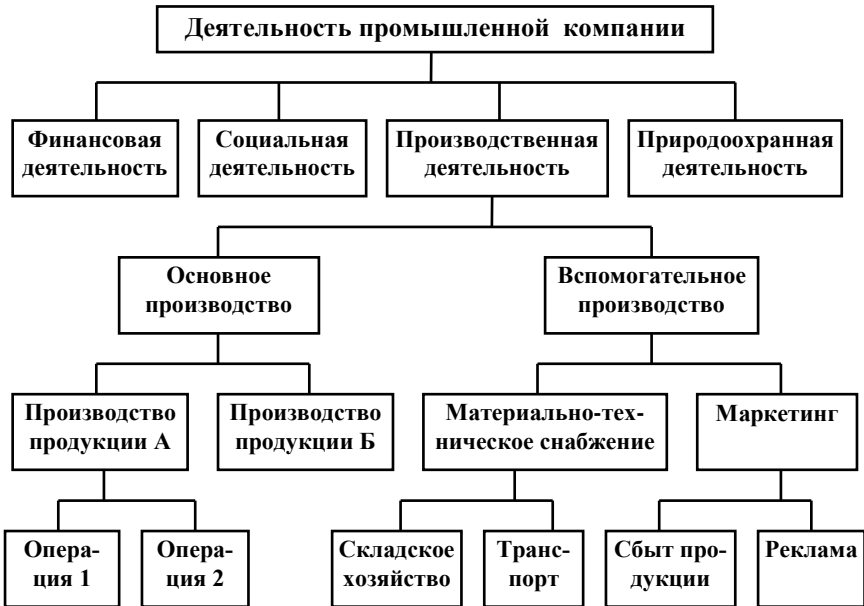 Деятельность промышленной компании
Финансовая
деятельность
Социальная
деятельность
Производственная
деятельность
Природоохранная
деятельность
Основное
производство
Вспомогательное
производство
Производство
продукции А
Производство
продукции Б
Материально-тех-
ническое снабжение
Маркетинг
Опера-
ция 1
Опера-
ция 2
Складское
хозяйство
Транс-
порт
Сбыт про-
дукции
Реклама